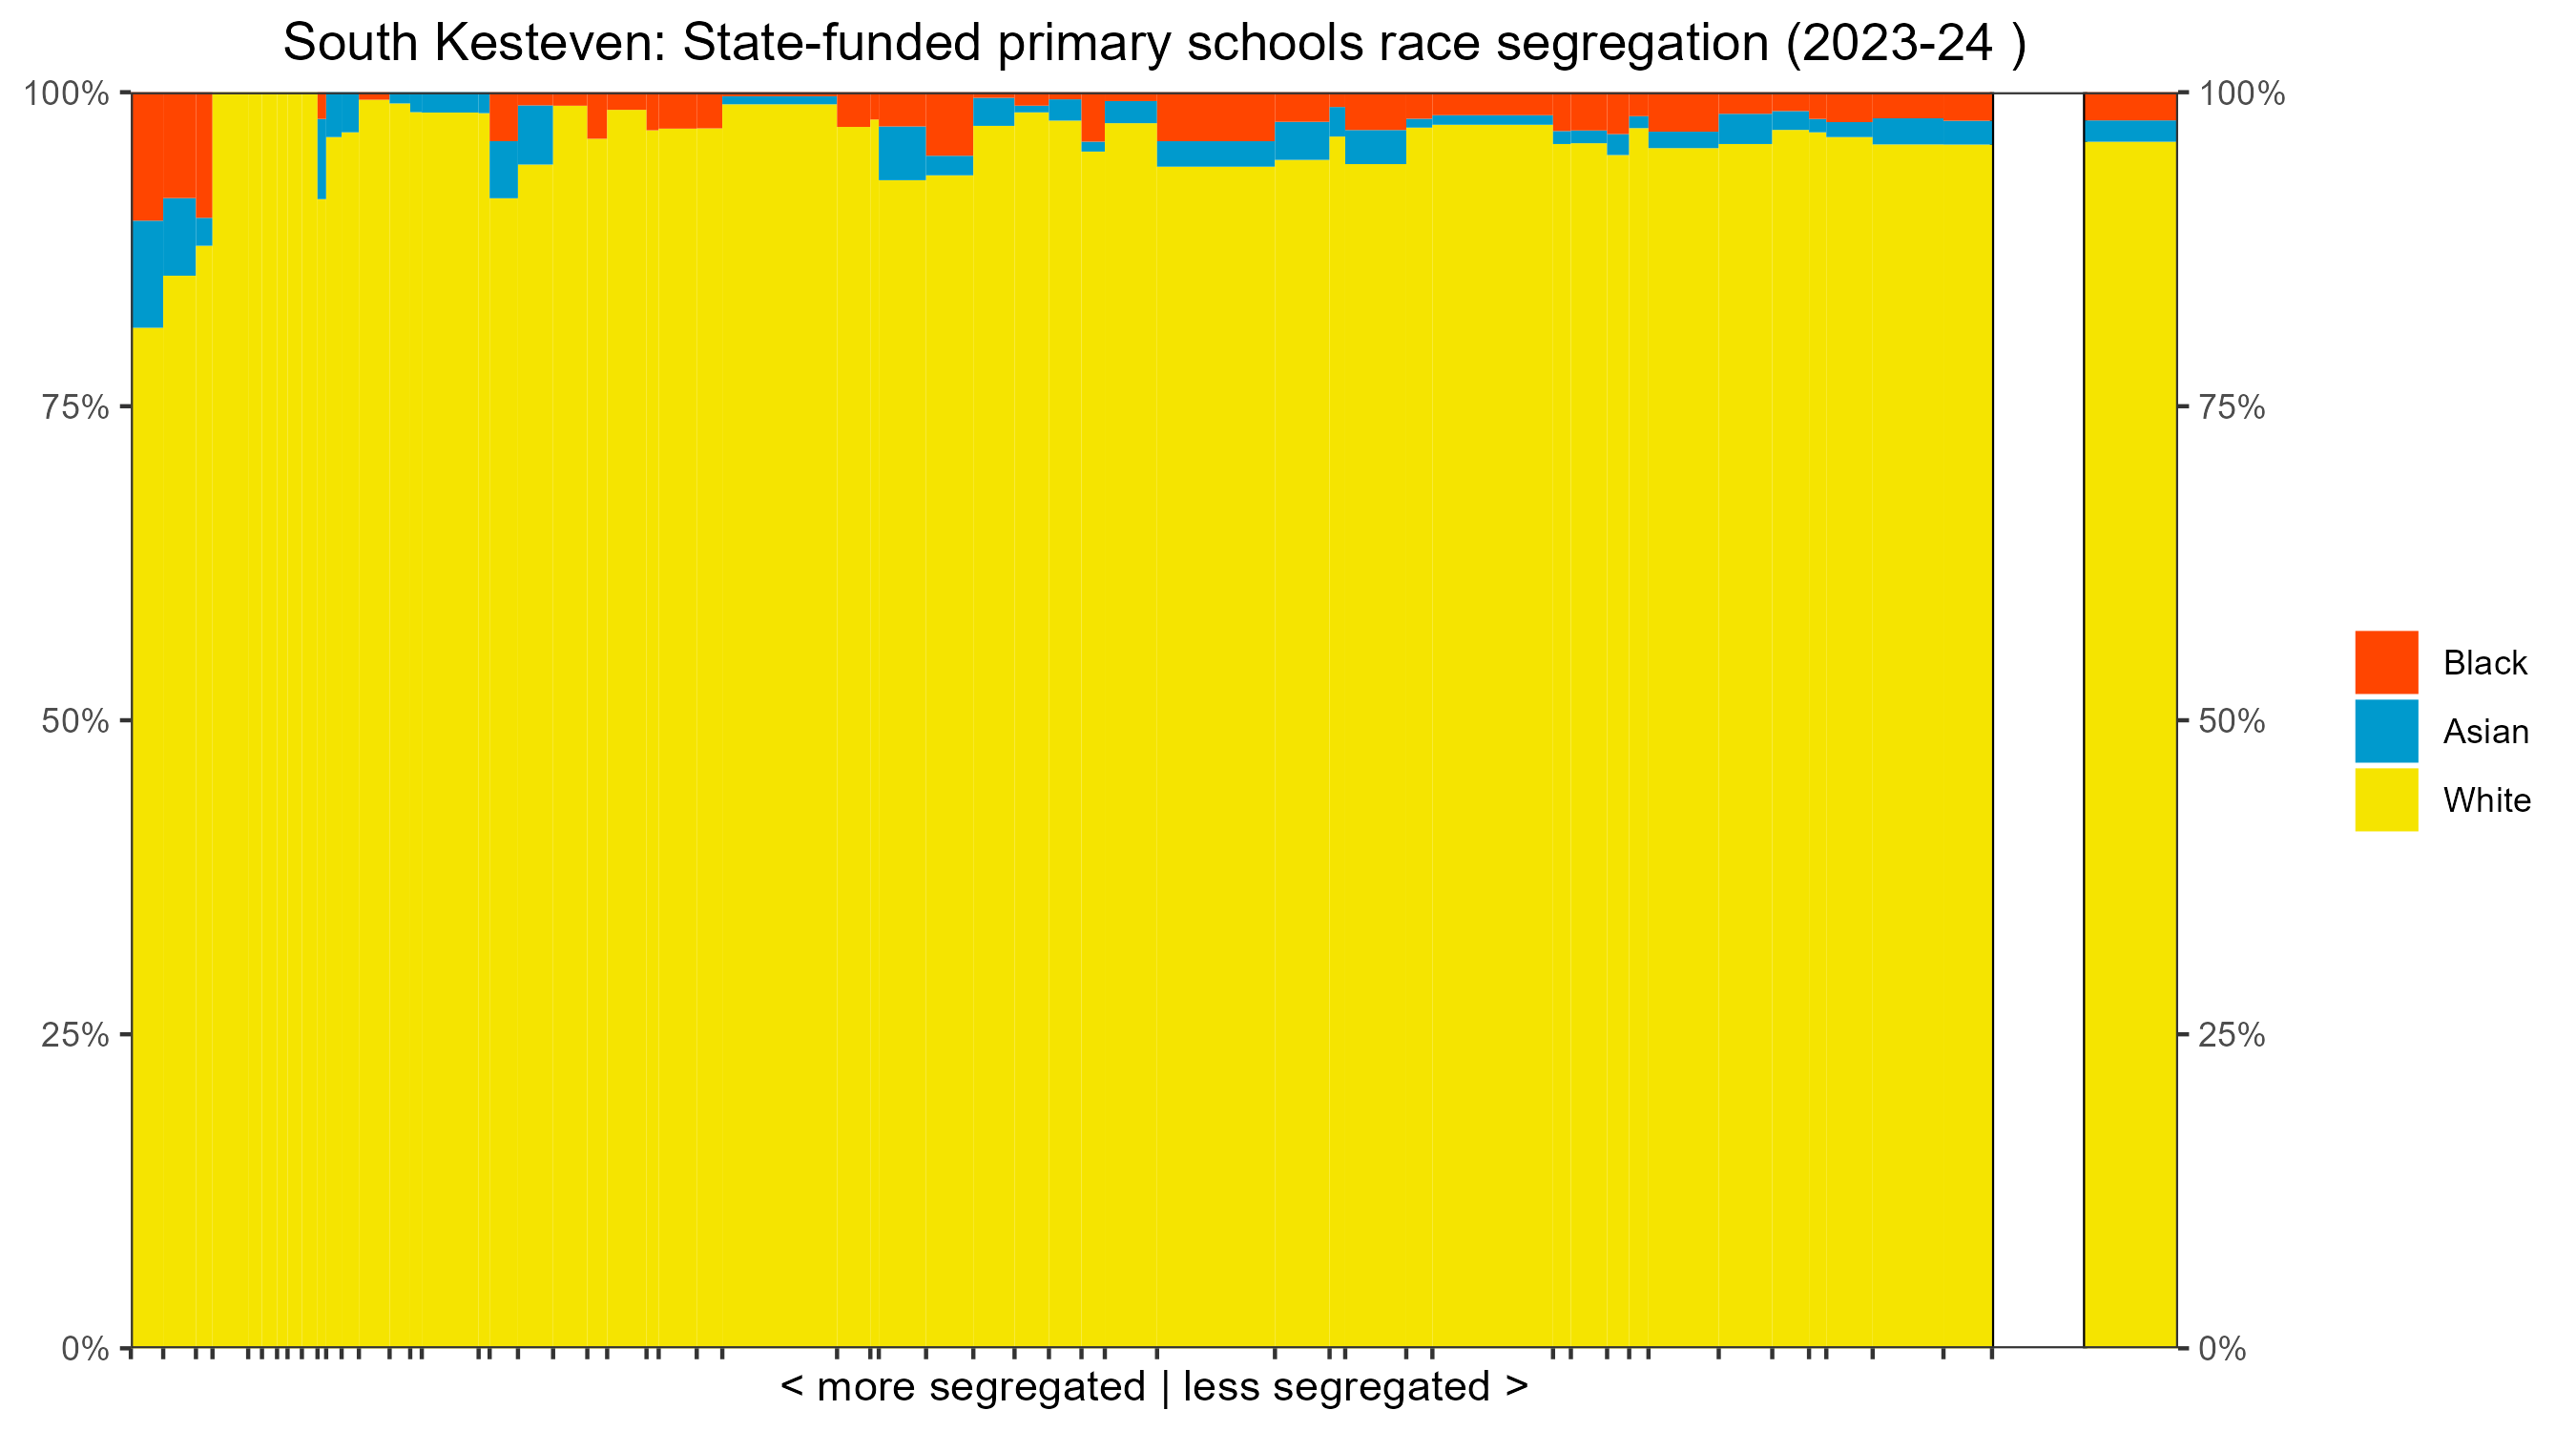 South Kesteven: State-funded primary schools race segregation (2023-24 )
100%
75%
50%
25%
0%
100%
75%
50%
25%
0%
Black
Asian
White
< more segregated | less segregated >